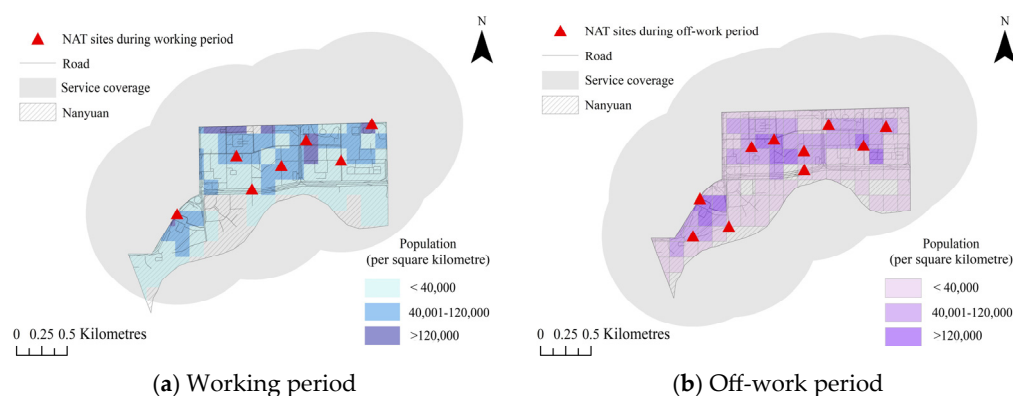 N
NAT sites during working period
Road
Service coverage
Nanyuan
Population
(per square kilometre)
< 40,000
40,001-120,000
>120,000
0 0.25 0.5 Kilometres
(a) Working period
N
NAT sites during off-work period
Road
Service coverage
Nanyuan
Population
(per square kilometre)
< 40,000
40,001-120,000
>120,000
0 0.25 0.5 Kilometres
(b) Off-work period